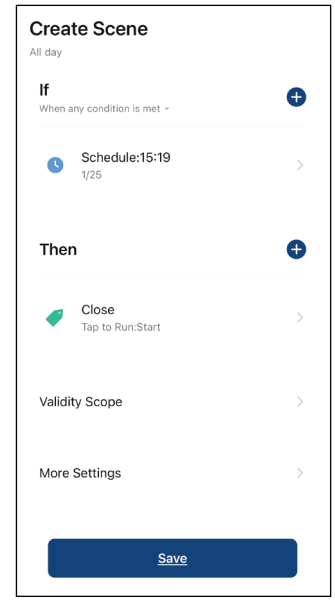 Create Scene
All day
If
When any condition is met
Schedule:15:19
1/25
Then
Close
Tap to Run:Start
Validity Scope
More Settings
Save